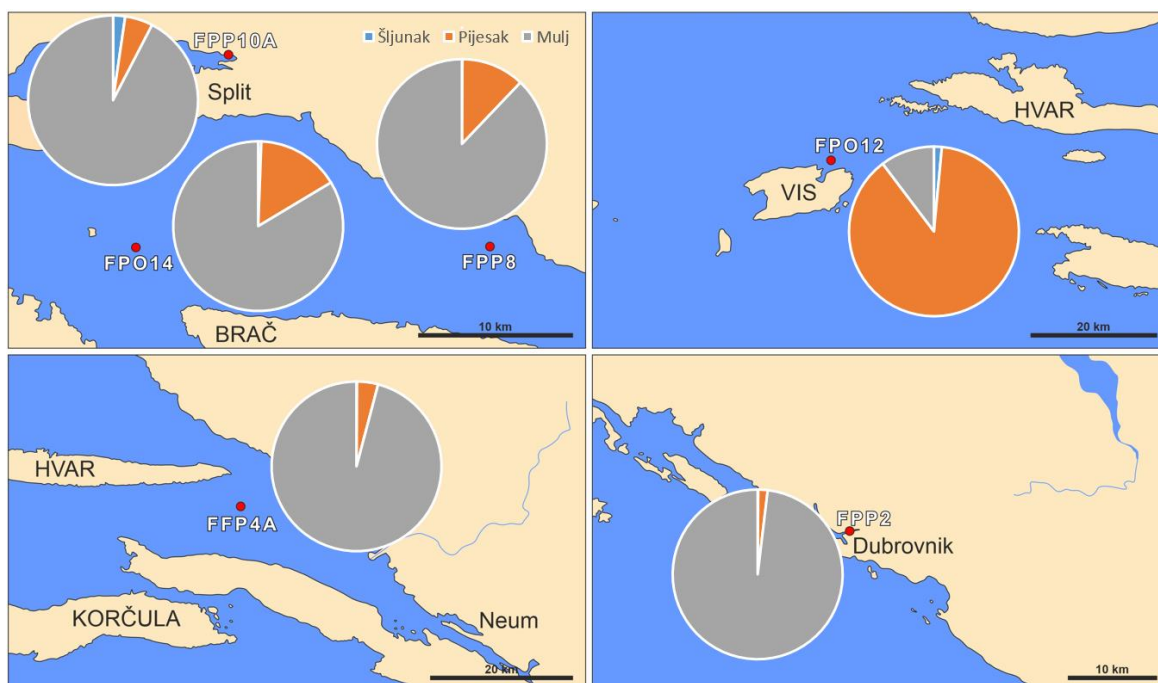 Šljunak Pijesak Mulj
FPP10A
Split
FPO14
FPP8
BRAČ
10 km
HVAR
FPO12
VIS
20 km
HVAR
FFP4A
KORČULA
Neum
20 km
FPP2
Dubrovnik
10 km